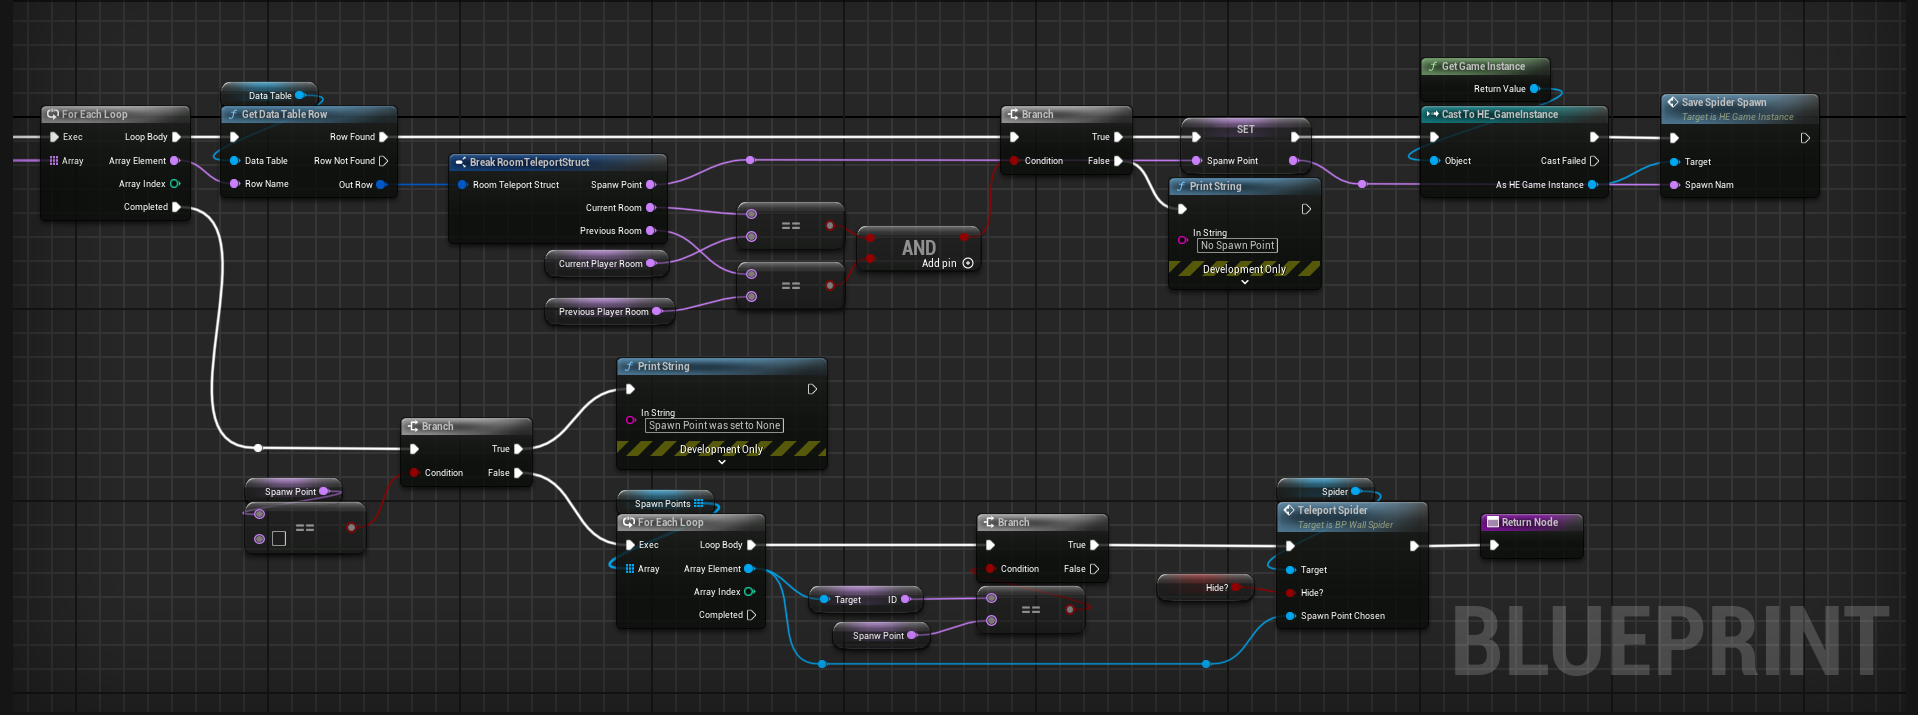 Get Game Instance
Return Value
Data Table
For Each Loop
Exec
Loop Body
Array
Array Element
Array Index
Completed
Get Data Table Row
Row Found
Data Table
Row Not Found
Row Name
Out Row
Break RoomTeleportStruct
Room Teleport Struct
Spanw Point
Current Room
Previous Room
Current Player Room
Previous Player Room
==
==
AND
Add pin
Branch
True
Condition
False
SET
Spanw Point
Print String
In String
No Spawn Point
Development Only
Cast To HE_GameInstance
Object
Cast Failed
As HE Game Instance
Save Spider Spawn
Target is HE Game Instance
Target
Spawn Nam
Print String
In String
Spawn Point was set to None
Development Only
Branch
True
Condition
False
Spanw Point
==
Spawn Points
For Each Loop
Exec
Loop Body
Array
Array Element
Array Index
Completed
Target
ID
Spanw Point
Branch
True
Condition
False
==
Hide?
Spider
Teleport Spider
Target is BP Wall Spider
Target
Hide?
Spawn Point Chosen
Return Node
BLUEPRINT